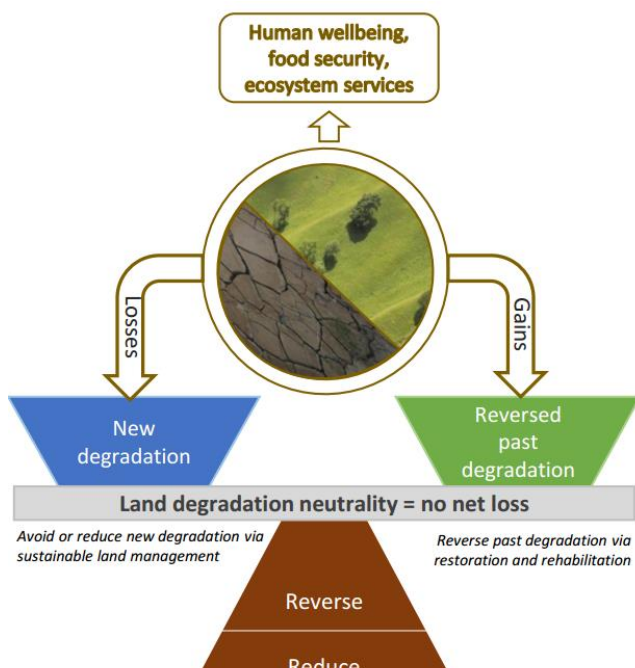 Human wellbeing,
food security,
ecosystem services
Losses
Gains
New
degradation
Reversed
past
degradation
Land degradation neutrality = no net loss
Avoid or reduce new degradation via
sustainable land management
Reverse past degradation via
restoration and rehabilitation
Reverse
Reduce